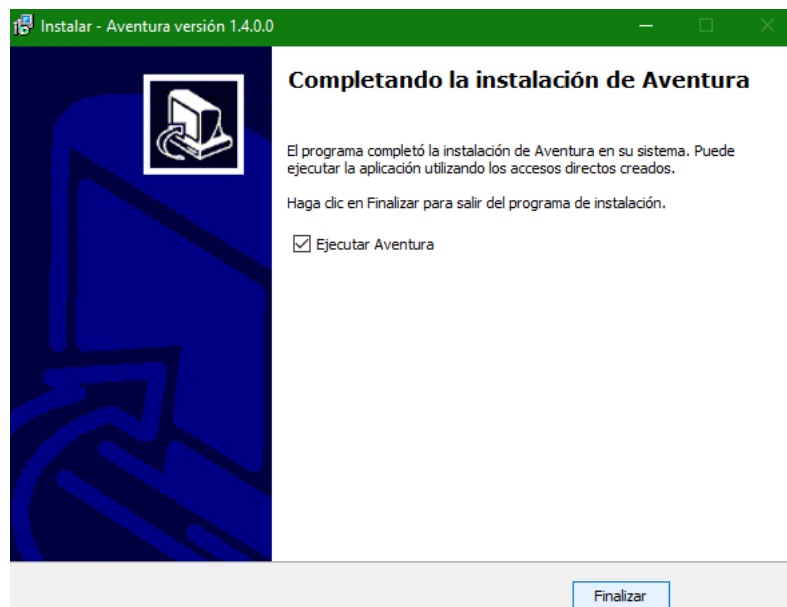 Instalar - Aventura versión 1.4.0.0
Completando la instalación de Aventura
El programa completó la instalación de Aventura en su sistema. Puede
ejecutar la aplicación utilizando los accesos directos creados.
Haga clic en Finalizar para salir del programa de instalación.
Ejecutar Aventura
Finalizar